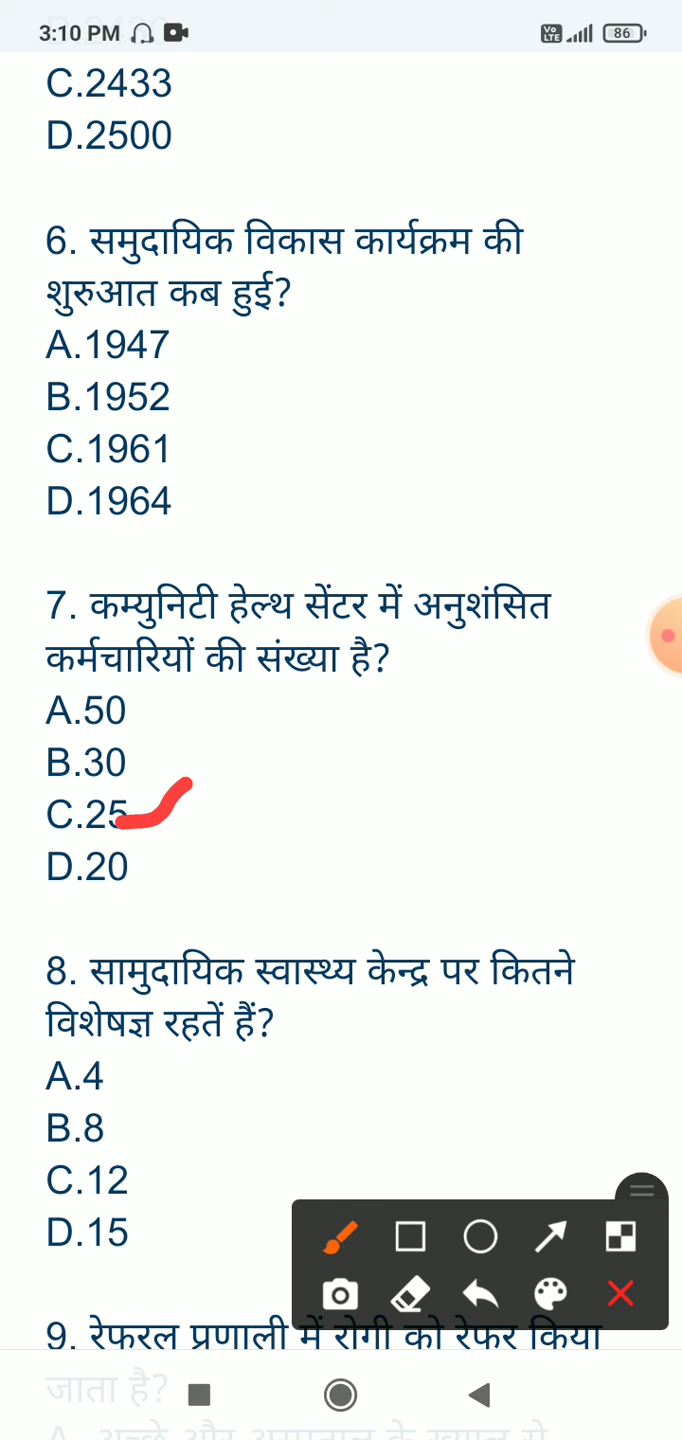 3:10 PM
Vo LTE 86
C.2433
D.2500
6. समुदायिक विकास कार्यक्रम की
शुरुआत कब हुई?
A.1947
B.1952
C.1961
D.1964
7. कम्युनिटी हेल्थ सेंटर में अनुशंसित
कर्मचारियों की संख्या है?
A.50
B.30
C.25
D.20
8. सामुदायिक स्वास्थ्य केन्द्र पर कितने
विशेषज्ञ रहतें हैं?
A.4
B.8
C.12
D.15
9. रेफरल प्रणाली में रोगी को रेफर किया
जाता है?